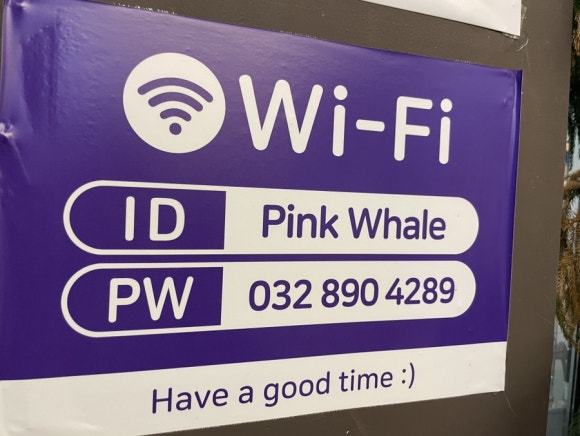 Wi-Fi
ID Pink Whale
PW 032 890 4289
Have a good time :)